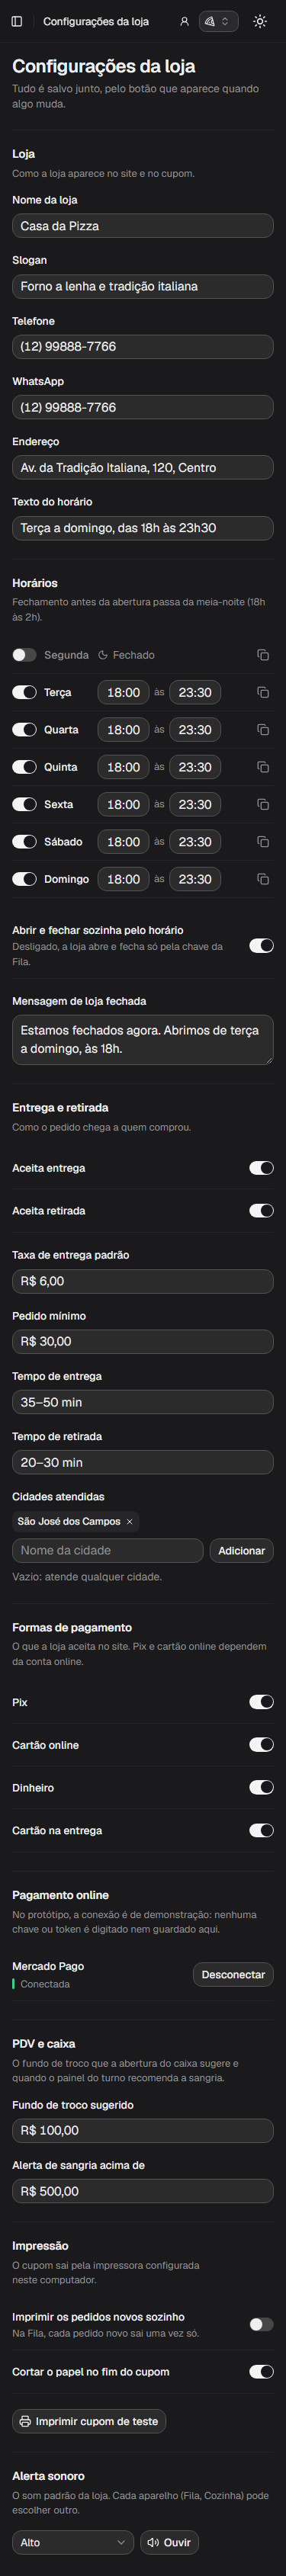 Configurações da loja
Configurações da loja
Tudo é salvo junto, pelo botão que aparece quando
algo muda.
Loja
Como a loja aparece no site e no cupom.
Nome da loja
Casa da Pizza
Slogan
Forno a lenha e tradição italiana
Telefone
(12) 99888-7766
WhatsApp
(12) 99888-7766
Endereço
Av. da Tradição Italiana, 120, Centro
Texto do horário
Terça a domingo, das 18h às 23h30
Horários
Fechamento antes da abertura passa da meia-noite (18h
às 2h).
Segunda Fechado
Terça 18:00 às 23:30
Quarta 18:00 às 23:30
Quinta 18:00 às 23:30
Sexta 18:00 às 23:30
Sábado 18:00 às 23:30
Domingo 18:00 às 23:30
Abrir e fechar sozinha pelo horário
Desligado, a loja abre e fecha só pela chave da
Fila.
Mensagem de loja fechada
Estamos fechados agora. Abrimos de terça
a domingo, às 18h.
Entrega e retirada
Como o pedido chega a quem comprou.
Aceita entrega
Aceita retirada
Taxa de entrega padrão
R$ 6,00
Pedido mínimo
R$ 30,00
Tempo de entrega
35–50 min
Tempo de retirada
20–30 min
Cidades atendidas
São José dos Campos
Nome da cidade Adicionar
Vazio: atende qualquer cidade.
Formas de pagamento
O que a loja aceita no site. Pix e cartão online dependem
da conta online.
Pix
Cartão online
Dinheiro
Cartão na entrega
Pagamento online
No protótipo, a conexão é de demonstração: nenhuma
chave ou token é digitado nem guardado aqui.
Mercado Pago
Conectada
Desconectar
PDV e caixa
O fundo de troco que a abertura do caixa sugere e
quando o painel do turno recomenda a sangria.
Fundo de troco sugerido
R$ 100,00
Alerta de sangria acima de
R$ 500,00
Impressão
O cupom sai pela impressora configurada
neste computador.
Imprimir os pedidos novos sozinho
Na Fila, cada pedido novo sai uma vez só.
Cortar o papel no fim do cupom
Imprimir cupom de teste
Alerta sonoro
O som padrão da loja. Cada aparelho (Fila, Cozinha) pode
escolher outro.
Alto Ouvir